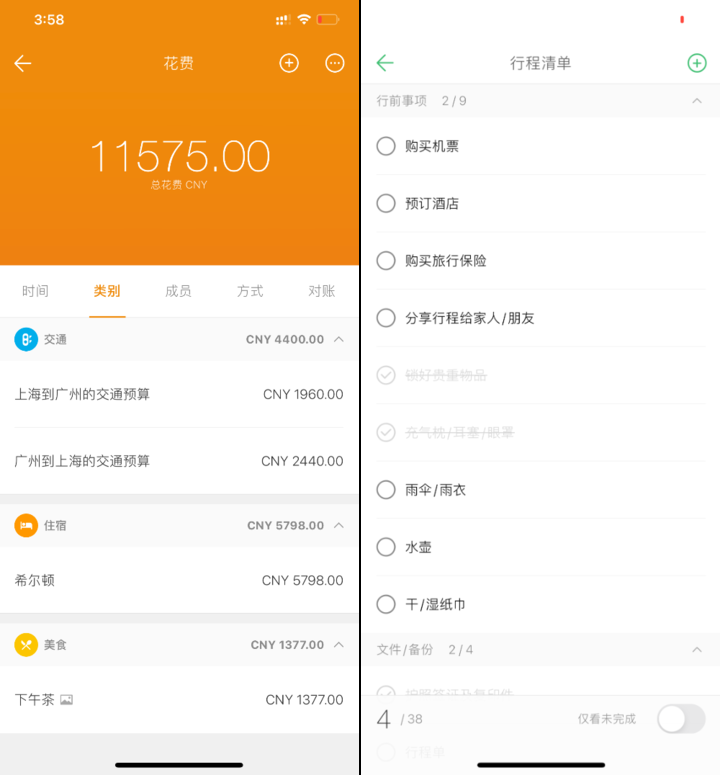 3:58
花费
11575.00
总花费 CNY
时间 类别 成员 方式 对账
交通 CNY 4400.00
上海到广州的交通预算 CNY 1960.00
广州到上海的交通预算 CNY 2440.00
住宿 CNY 5798.00
希尔顿 CNY 5798.00
美食 CNY 1377.00
下午茶 CNY 1377.00
行程清单
行前事项 2/9
购买机票
预订酒店
购买旅行保险
分享行程给家人/朋友
锁好贵重物品
充气枕/耳塞/眼罩
雨伞/雨衣
水壶
干/湿纸巾
文件/备份 2/4
4 /38 仅看未完成
行程单